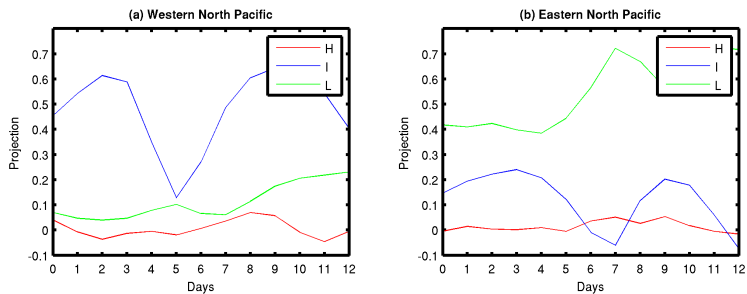 (a) Western North Pacific
0.7
0.6
0.5
0.4
0.3
0.2
0.1
0
-0.1
0 1 2 3 4 5 6 7 8 9 10 11 12
Projection
Days
H
I
L
(b) Eastern North Pacific
0.7
0.6
0.5
0.4
0.3
0.2
0.1
0
-0.1
0 1 2 3 4 5 6 7 8 9 10 11 12
Projection
Days
H
I
L